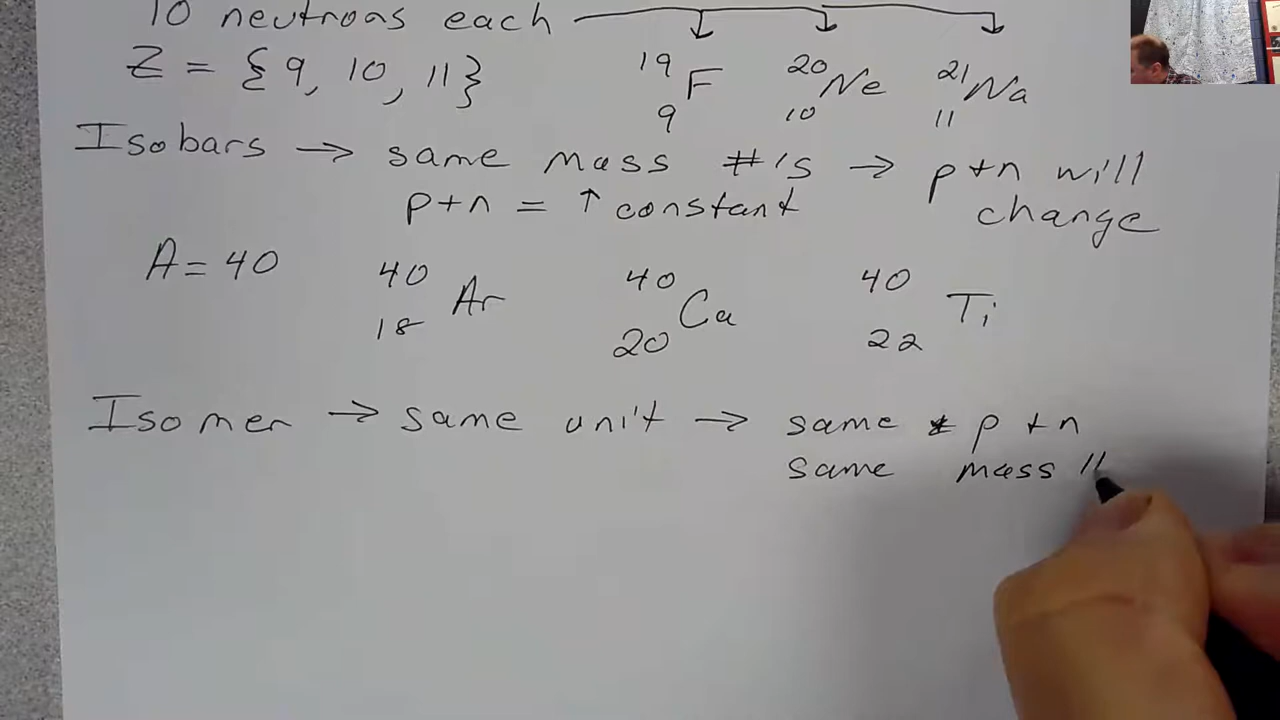 10 neutrons each
Z = {9, 10, 11}
19 F 9
20 Ne 10
21 Na 11
Isobars → same mass #'s → p+n will change
p+n = ↑ constant
A = 40
40 Ar 18
40 Ca 20
40 Ti 22
Isomer → same unit → same p + n
same mass